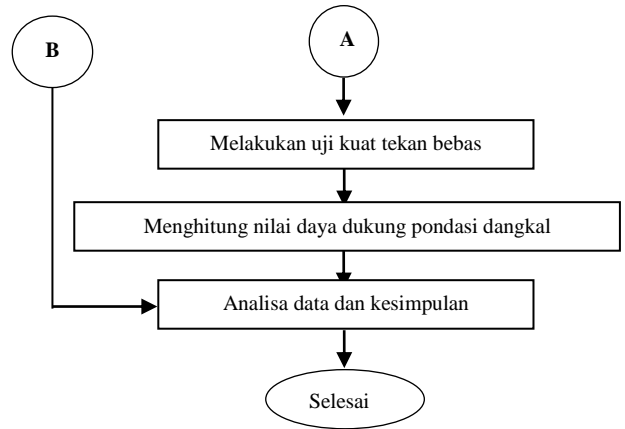 B
A
Melakukan uji kuat tekan bebas
Menghitung nilai daya dukung pondasi dangkal
Analisa data dan kesimpulan
Selesai